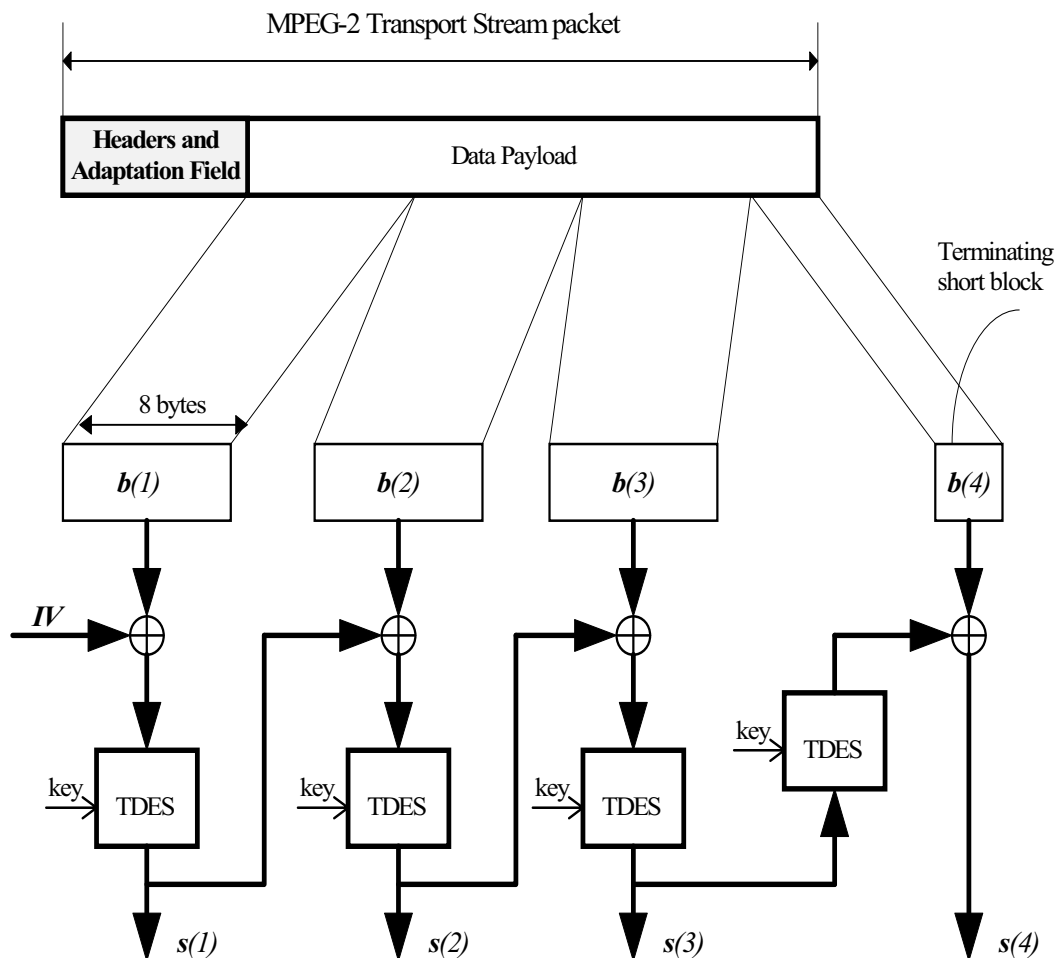 MPEG-2 Transport Stream packet
Headers and
Adaptation Field
Data Payload
Terminating
short block
8 bytes
b(1)
b(2)
b(3)
b(4)
IV
key
TDES
key
TDES
key
TDES
key
TDES
s(1)
s(2)
s(3)
s(4)